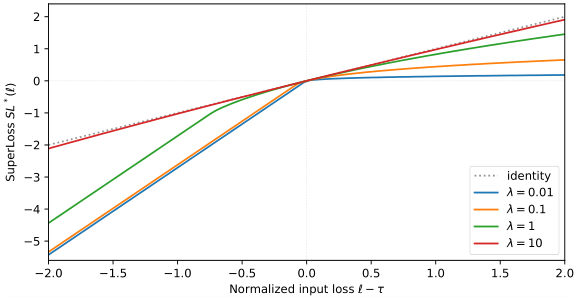 2
1
0
−1
−2
−3
−4
−5
SuperLoss SL*(ℓ)
identity
λ = 0.01
λ = 0.1
λ = 1
λ = 10
−2.0 −1.5 −1.0 −0.5 0.0 0.5 1.0 1.5 2.0
Normalized input loss ℓ − τ